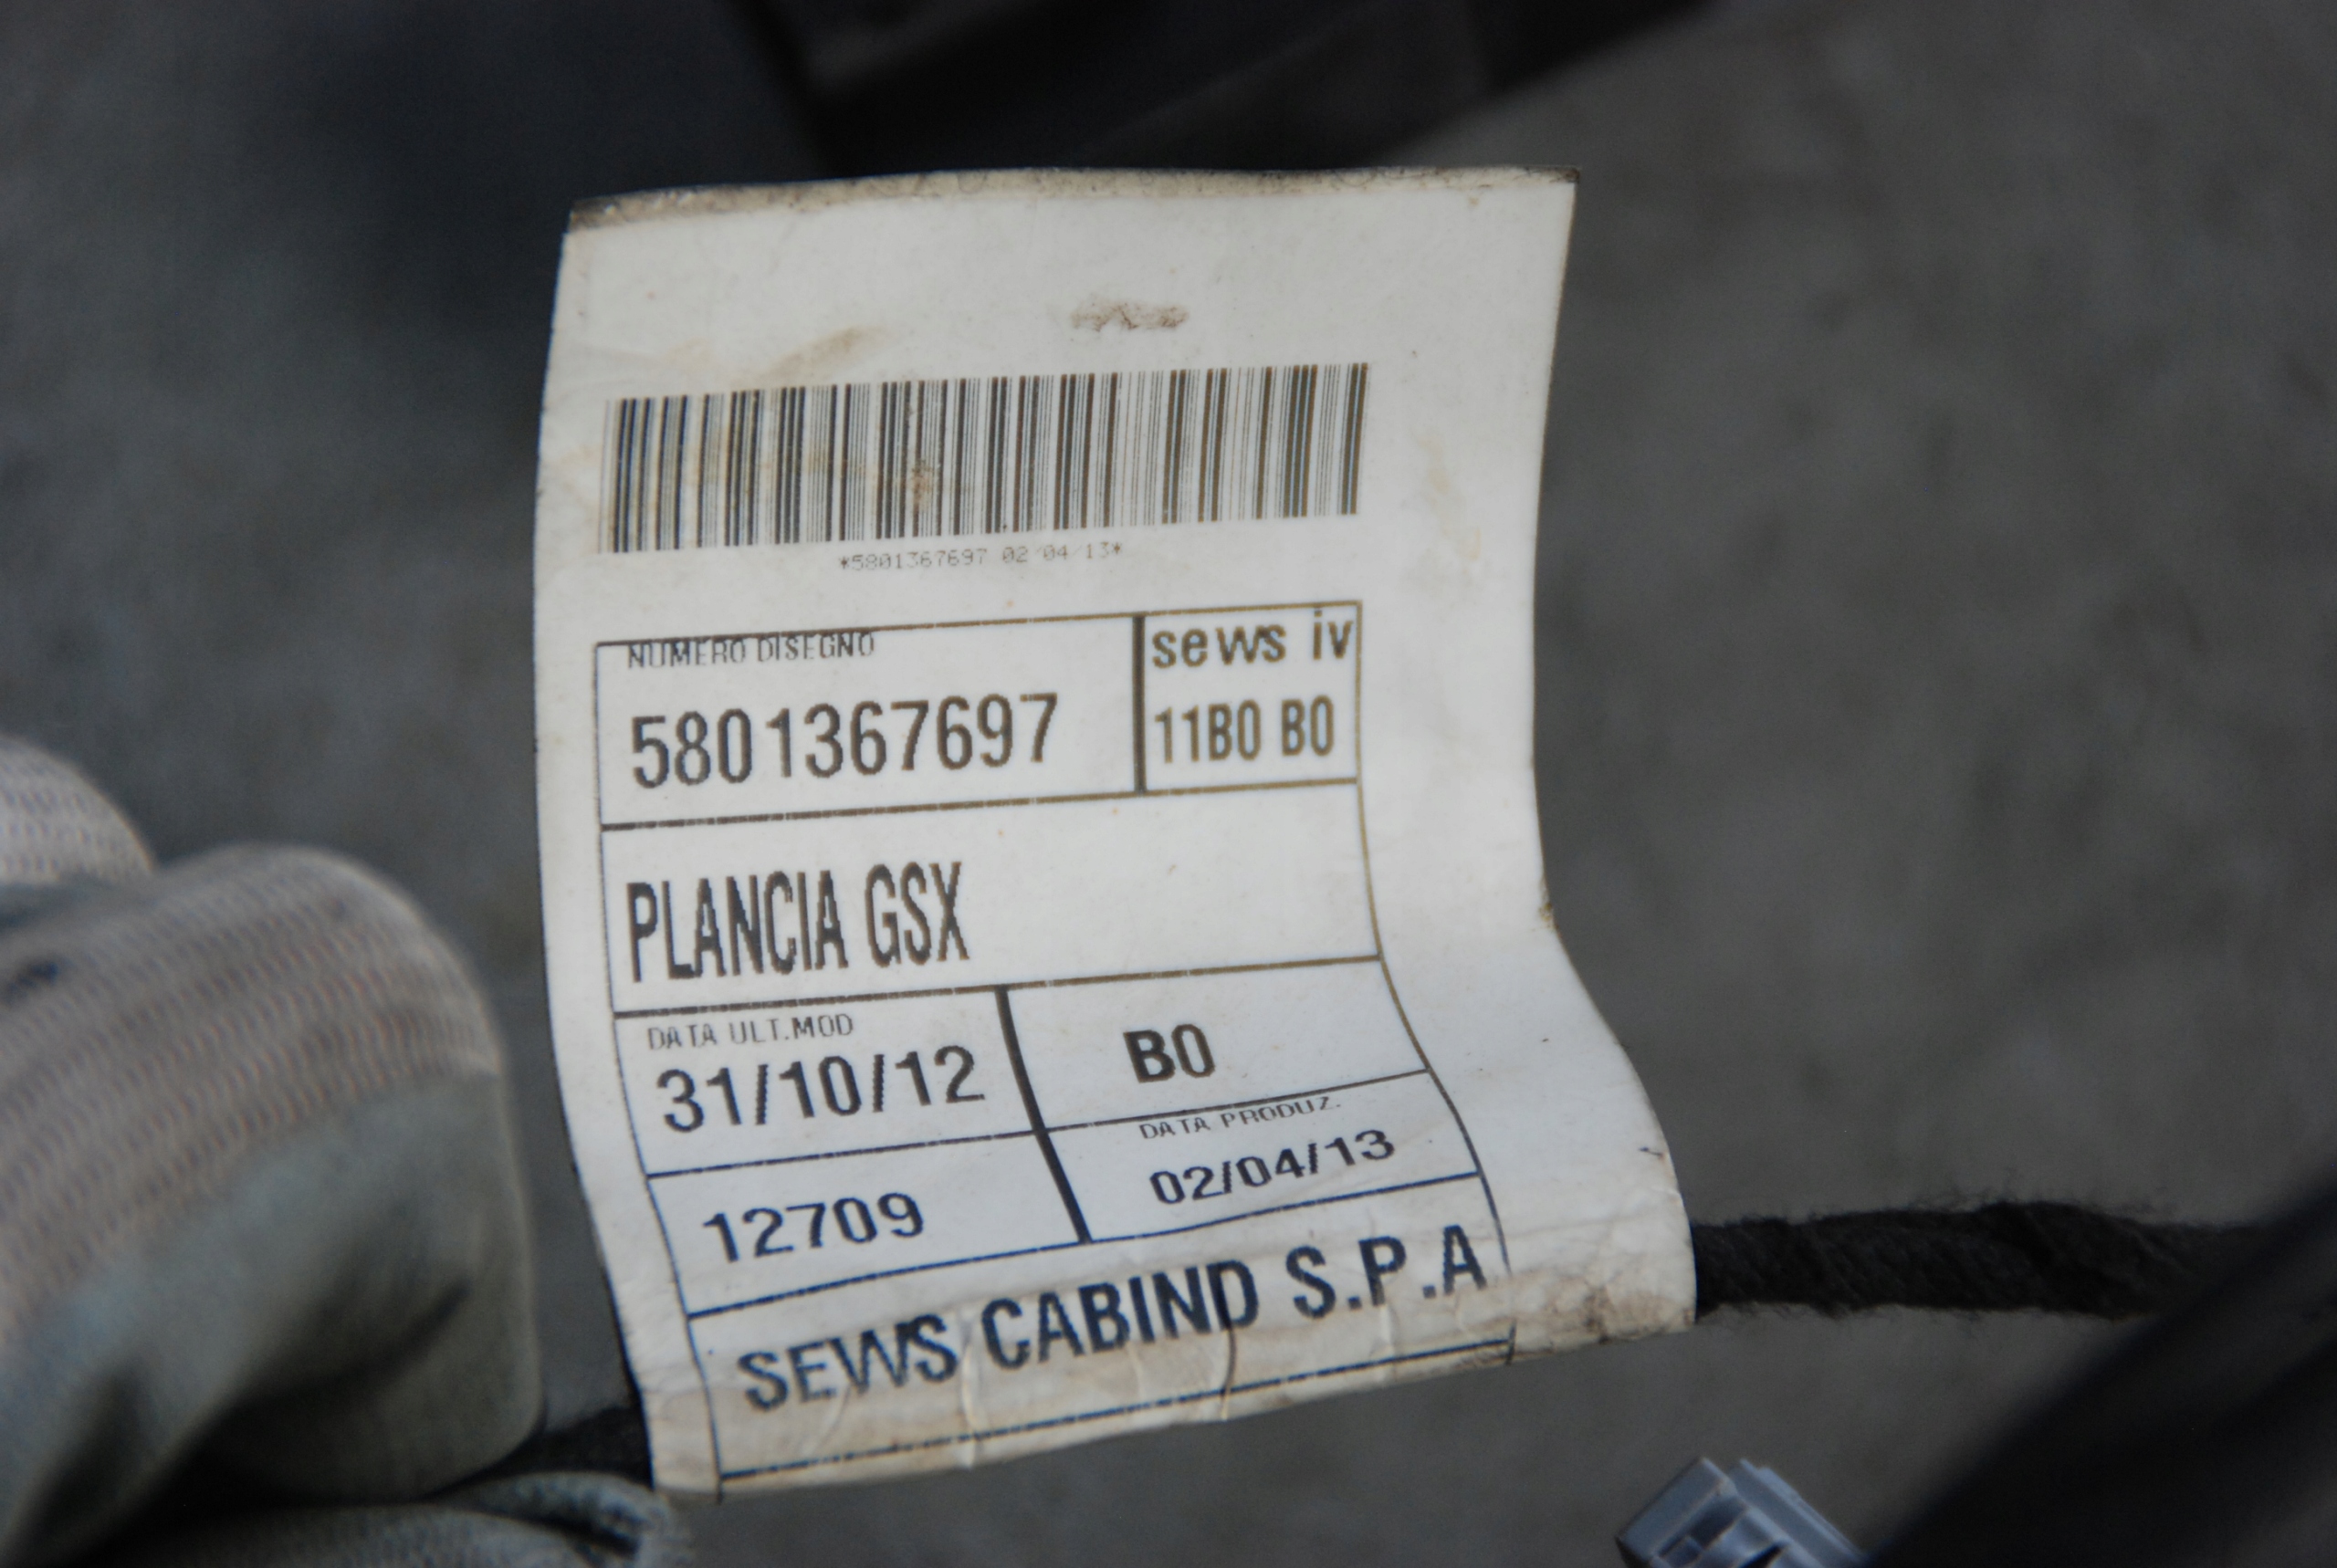 *5801367697 02/04/13*
NUMERO DISEGNO
sews iv
5801367697
11B0 B0
PLANCIA GSX
DATA ULT.MOD
31/10/12
B0
DATA PRODUZ.
12709
02/04/13
SEWS CABIND S.P.A